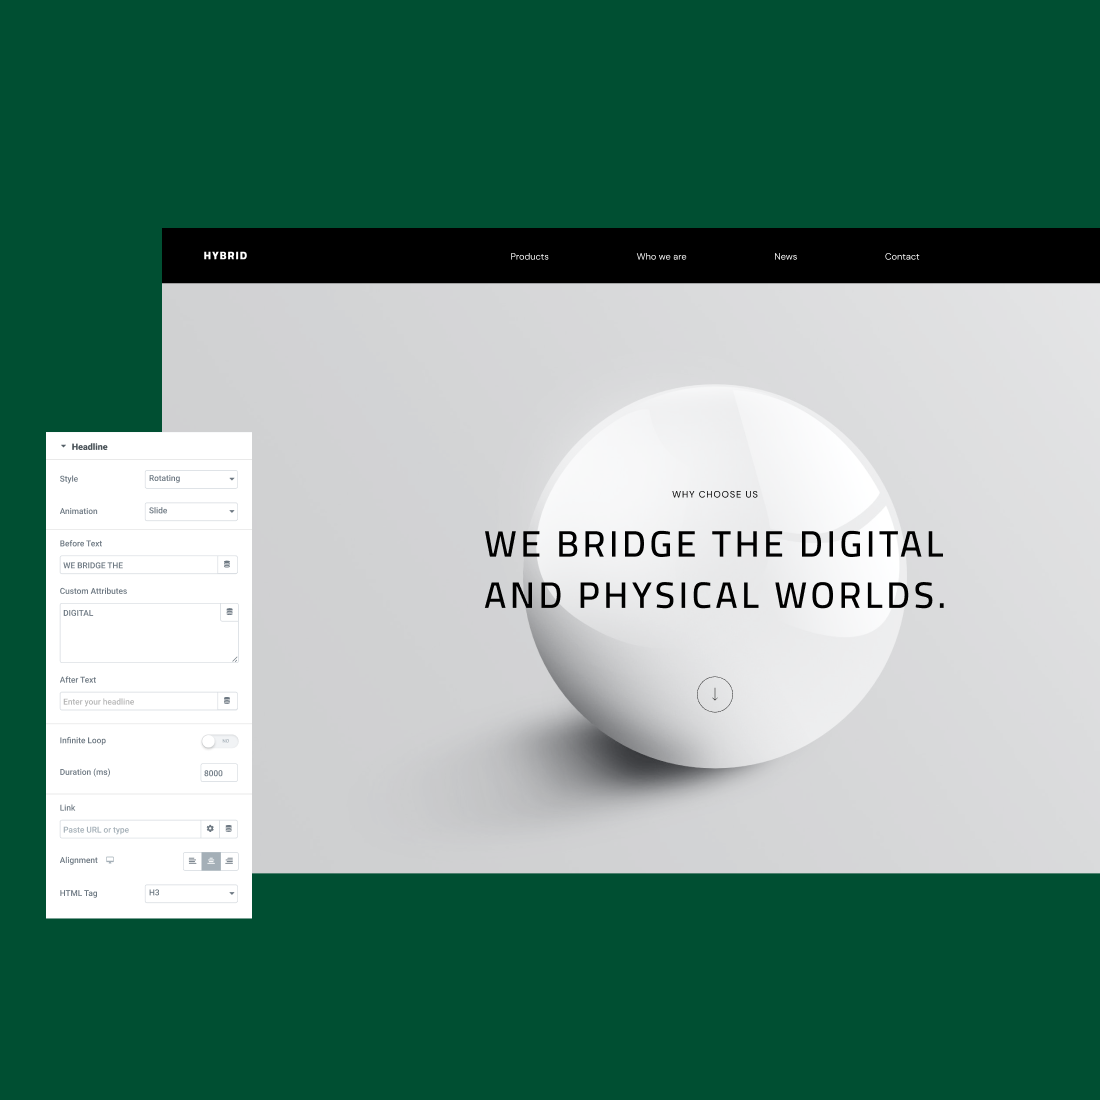 HYBRID
Products
Who we are
News
Contact
WHY CHOOSE US
WE BRIDGE THE DIGITAL
AND PHYSICAL WORLDS.
Headline
Style Rotating
Animation Slide
Before Text
WE BRIDGE THE
Custom Attributes
DIGITAL
After Text
Enter your headline
Infinite Loop NO
Duration (ms) 8000
Link
Paste URL or type
Alignment
HTML Tag H3